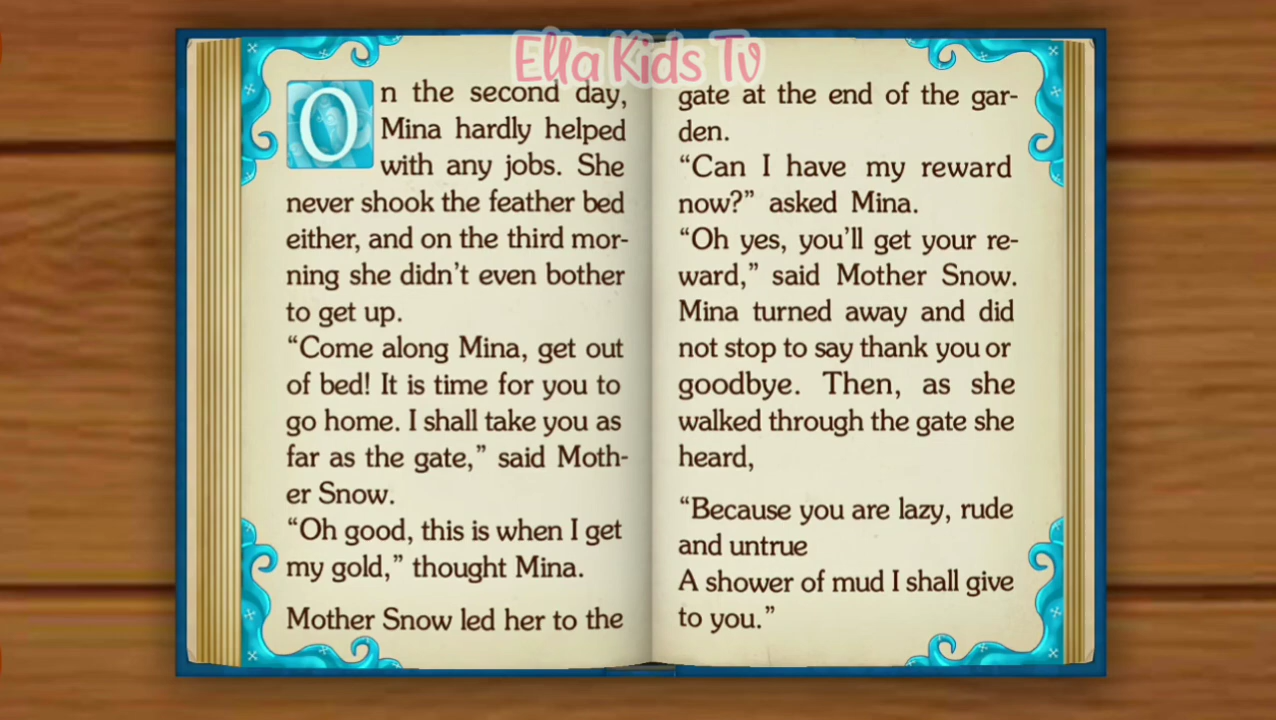 Ella Kids Tv
On the second day,
Mina hardly helped
with any jobs. She
never shook the feather bed
either, and on the third mor-
ning she didn't even bother
to get up.
“Come along Mina, get out
of bed! It is time for you to
go home. I shall take you as
far as the gate,” said Moth-
er Snow.
“Oh good, this is when I get
my gold,” thought Mina.
Mother Snow led her to the
gate at the end of the gar-
den.
“Can I have my reward
now?” asked Mina.
“Oh yes, you’ll get your re-
ward,” said Mother Snow.
Mina turned away and did
not stop to say thank you or
goodbye. Then, as she
walked through the gate she
heard,
“Because you are lazy, rude
and untrue
A shower of mud I shall give
to you.”